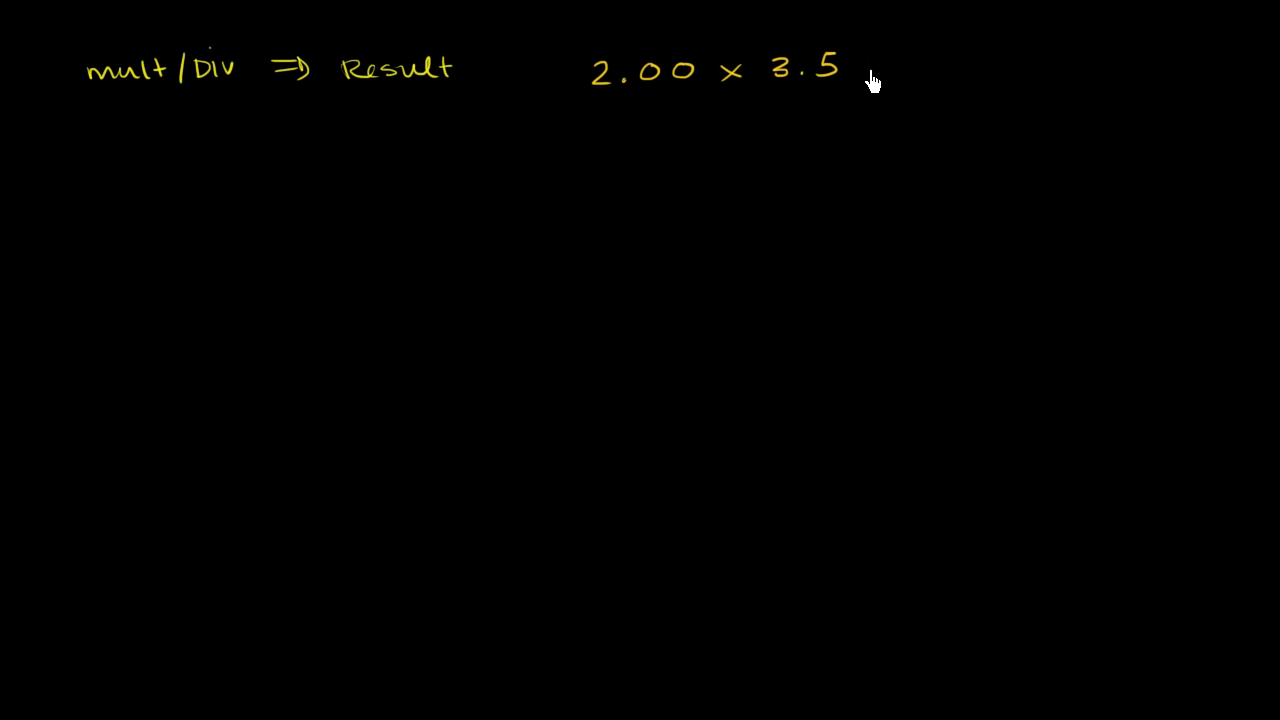 mult/Div ⇒ Result 2.00 × 3.5